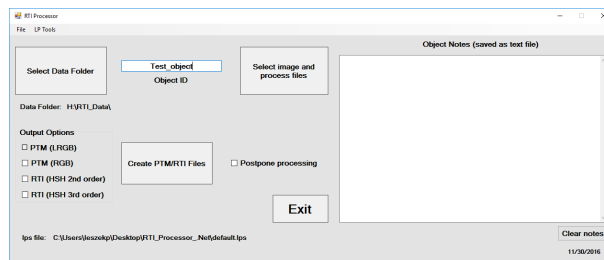 RTI Processor
File LP Tools
Object Notes (saved as text file)
Select Data Folder
Test_object
Object ID
Select image and
process files
Data Folder: H:\RTI_Data\
Output Options
PTM (LRGB)
PTM (RGB)
RTI (HSH 2nd order)
RTI (HSH 3rd order)
Create PTM/RTI Files
Postpone processing
Exit
lps file: C:\Users\leszekp\Desktop\RTI_Processor_.Net\default.lps
Clear notes
11/30/2016